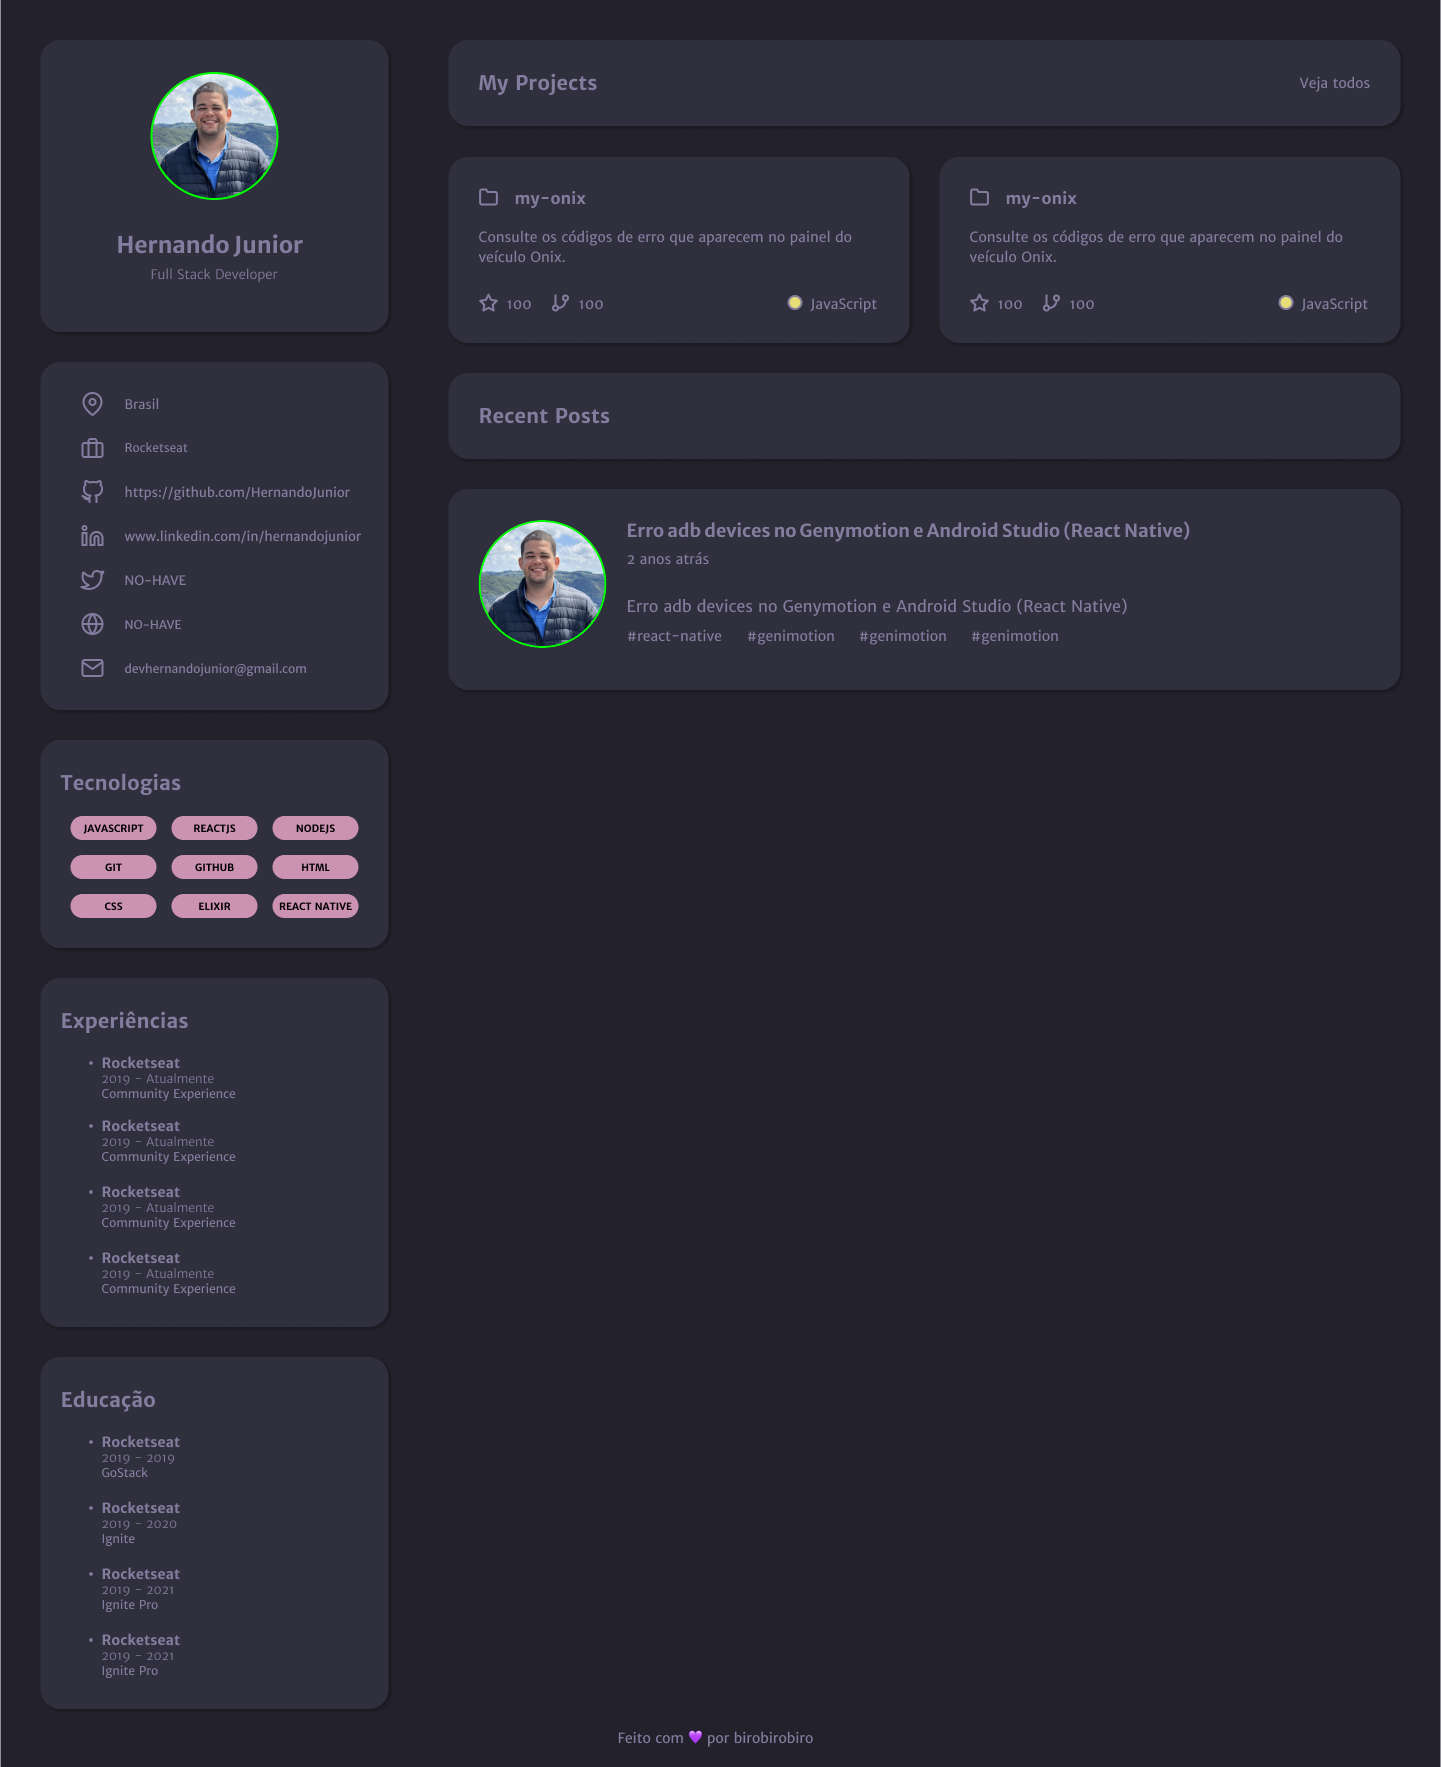 Hernando Junior
Full Stack Developer
Brasil
Rocketseat
https://github.com/HernandoJunior
www.linkedin.com/in/hernandojunior
NO-HAVE
NO-HAVE
devhernandojunior@gmail.com
Tecnologias
JAVASCRIPT REACTJS NODEJS
GIT GITHUB HTML
CSS ELIXIR REACT NATIVE
Experiências
• Rocketseat
2019 - Atualmente
Community Experience
• Rocketseat
2019 - Atualmente
Community Experience
• Rocketseat
2019 - Atualmente
Community Experience
• Rocketseat
2019 - Atualmente
Community Experience
Educação
• Rocketseat
2019 - 2019
GoStack
• Rocketseat
2019 - 2020
Ignite
• Rocketseat
2019 - 2021
Ignite Pro
• Rocketseat
2019 - 2021
Ignite Pro
My Projects Veja todos
my-onix
Consulte os códigos de erro que aparecem no painel do
veículo Onix.
100 100 JavaScript
my-onix
Consulte os códigos de erro que aparecem no painel do
veículo Onix.
100 100 JavaScript
Recent Posts
Erro adb devices no Genymotion e Android Studio (React Native)
2 anos atrás
Erro adb devices no Genymotion e Android Studio (React Native)
#react-native #genimotion #genimotion #genimotion
Feito com 💜 por birobirobiro